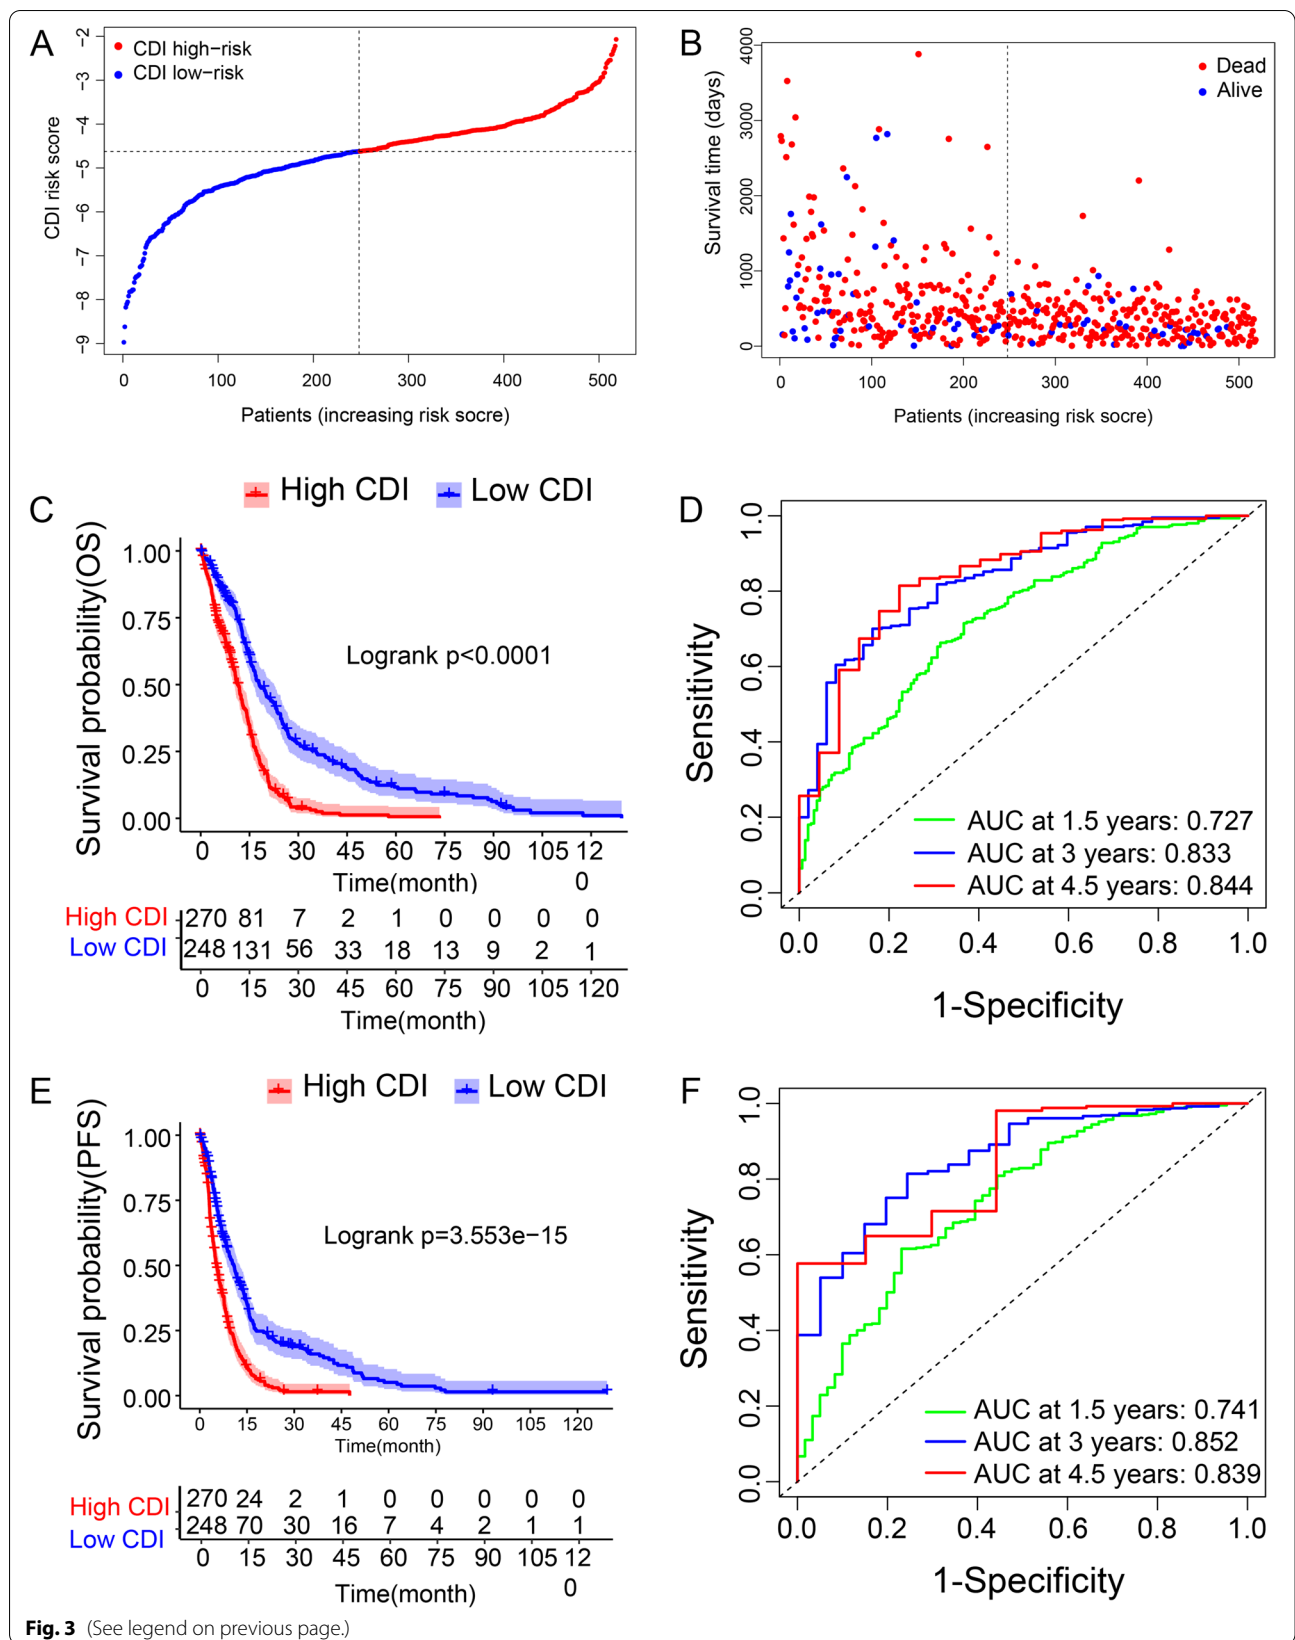 A
CDI high−risk
CDI low−risk
CDI risk score
−2
−3
−4
−5
−6
−7
−8
−9
0 100 200 300 400 500
Patients (increasing risk socre)
B
Dead
Alive
Survival time (days)
4000
3000
2000
1000
0
0 100 200 300 400 500
Patients (increasing risk socre)
C
High CDI Low CDI
Survival probability(OS)
1.00
0.75
0.50
0.25
0.00
Logrank p<0.0001
0 15 30 45 60 75 90 105 12
0
Time(month)
High CDI 270 81 7 2 1 0 0 0 0
Low CDI 248 131 56 33 18 13 9 2 1
0 15 30 45 60 75 90 105 120
Time(month)
D
Sensitivity
1.0
0.8
0.6
0.4
0.2
0.0
AUC at 1.5 years: 0.727
AUC at 3 years: 0.833
AUC at 4.5 years: 0.844
0.0 0.2 0.4 0.6 0.8 1.0
1-Specificity
E
High CDI Low CDI
Survival probability(PFS)
1.00
0.75
0.50
0.25
0.00
Logrank p=3.553e−15
0 15 30 45 60 75 90 105 120
Time(month)
High CDI 270 24 2 1 0 0 0 0 0
Low CDI 248 70 30 16 7 4 2 1 1
0 15 30 45 60 75 90 105 12
0
Time(month)
F
Sensitivity
1.0
0.8
0.6
0.4
0.2
0.0
AUC at 1.5 years: 0.741
AUC at 3 years: 0.852
AUC at 4.5 years: 0.839
0.0 0.2 0.4 0.6 0.8 1.0
1-Specificity
Fig. 3 (See legend on previous page.)